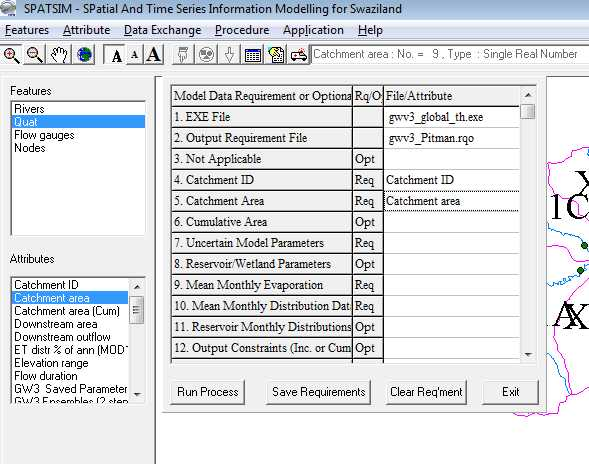 SPATSIM - SPatial And Time Series Information Modelling for Swaziland
Features Attribute Data Exchange Procedure Application Help
A A A Catchment area : No. = 9 , Type : Single Real Number
Features
Rivers
Quat
Flow gauges
Nodes
Attributes
Catchment ID
Catchment area
Catchment area (Cum)
Downstream area
Downstream outflow
ET distr % of ann (MOD
Elevation range
Flow duration
GW3 Saved Parameter
GW3 Ensembles (2 step
Model Data Requirement or Optiona Rq/O File/Attribute
1. EXE File gwv3_global_th.exe
2. Output Requirement File gwv3_Pitman.rqo
3. Not Applicable Opt
4. Catchment ID Req Catchment ID
5. Catchment Area Req Catchment area
6. Cumulative Area Opt
7. Uncertain Model Parameters Req
8. Reservoir/Wetland Parameters Opt
9. Mean Monthly Evaporation Req
10. Mean Monthly Distribution Data Req
11. Reservoir Monthly Distributions Opt
12. Output Constraints (Inc. or Cum Opt
Run Process Save Requirements Clear Req'ment Exit
X
1C
AX